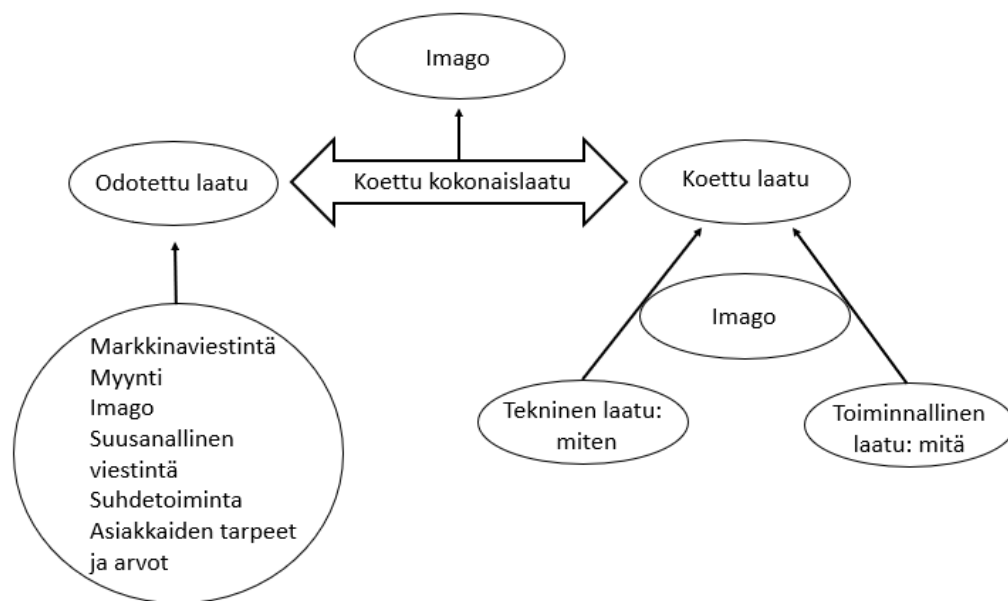 Imago
Odotettu laatu
Koettu kokonaislaatu
Koettu laatu
Imago
Markkinaviestintä
Myynti
Imago
Suusanallinen
viestintä
Suhdetoiminta
Asiakkaiden tarpeet
ja arvot
Tekninen laatu:
miten
Toiminnallinen
laatu: mitä